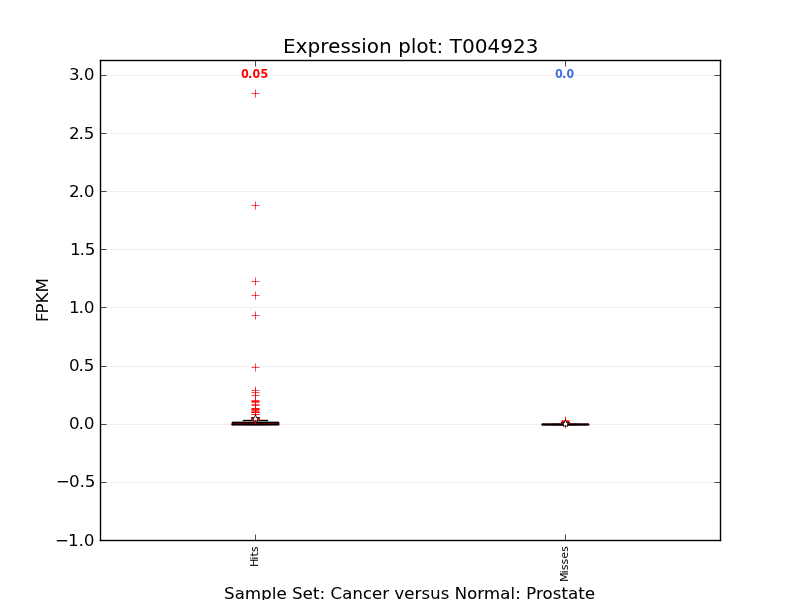 Expression plot: T004923
3.0
0.05
0.0
2.5
2.0
1.5
1.0
0.5
0.0
−0.5
−1.0
FPKM
Hits
Misses
Sample Set: Cancer versus Normal: Prostate